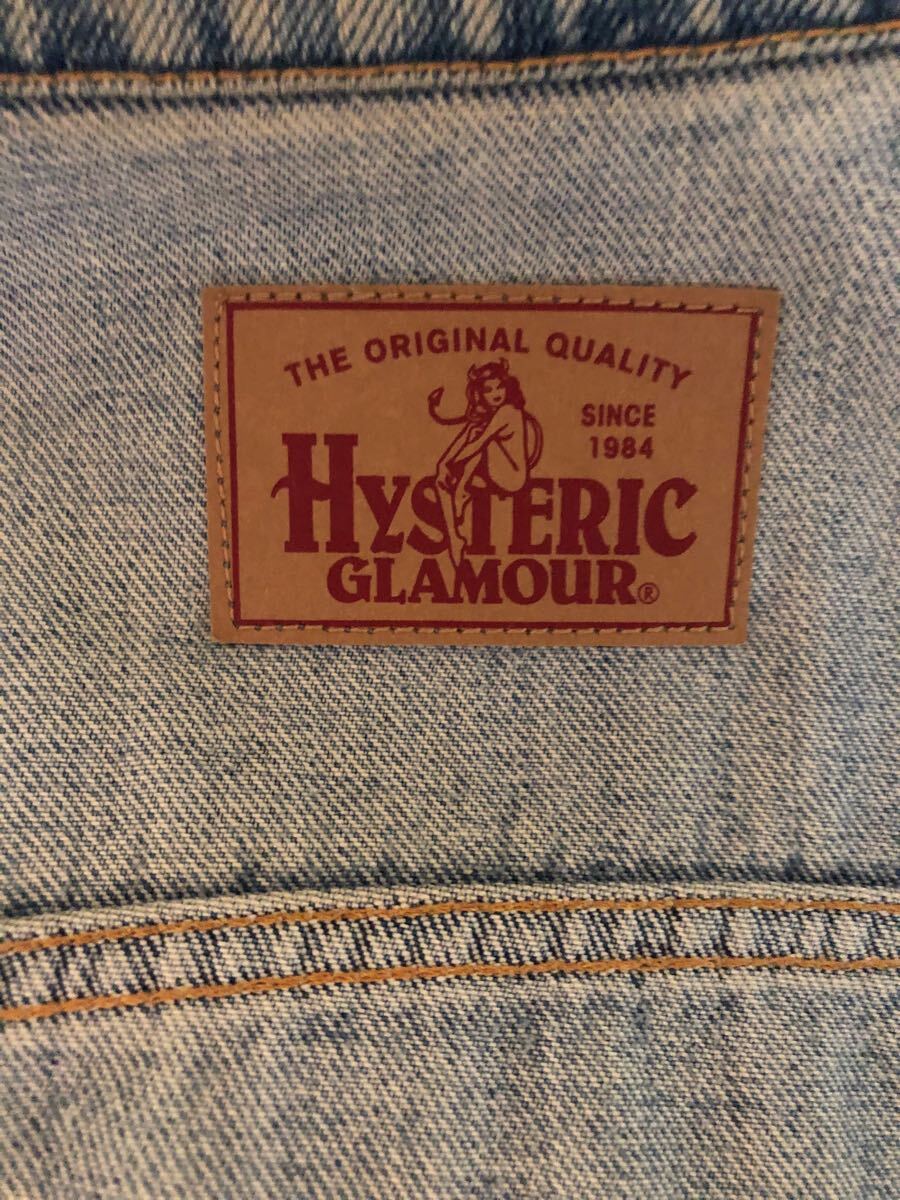 THE ORIGINAL QUALITY
SINCE
1984
HYSTERIC
GLAMOUR®